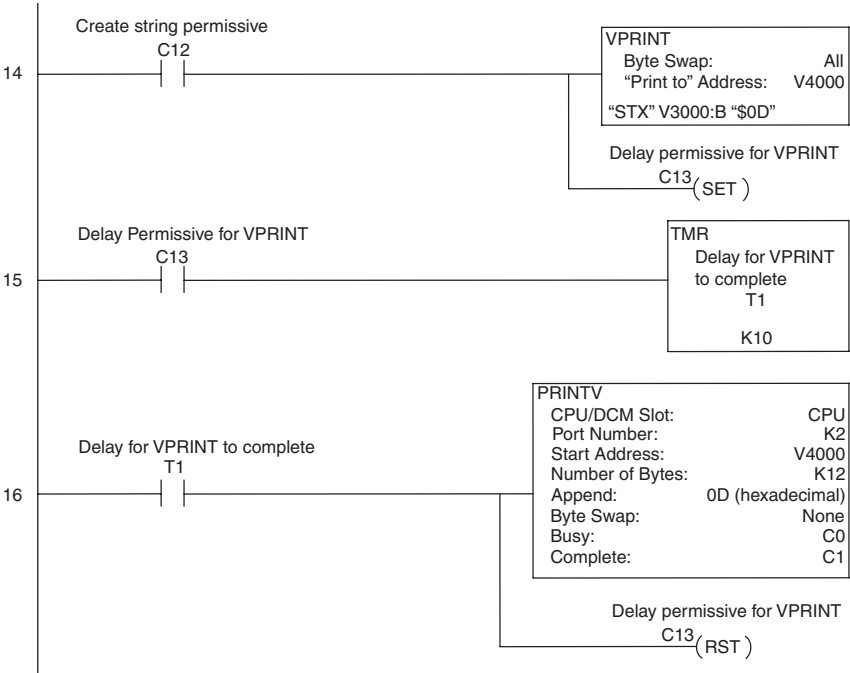 Create string permissive
C12
14
VPRINT
Byte Swap: All
“Print to” Address: V4000
“STX” V3000:B “$0D”
Delay permissive for VPRINT
C13
SET
Delay Permissive for VPRINT
C13
15
TMR
Delay for VPRINT
to complete
T1
K10
Delay for VPRINT to complete
T1
16
PRINTV
CPU/DCM Slot: CPU
Port Number: K2
Start Address: V4000
Number of Bytes: K12
Append: 0D (hexadecimal)
Byte Swap: None
Busy: C0
Complete: C1
Delay permissive for VPRINT
C13
RST